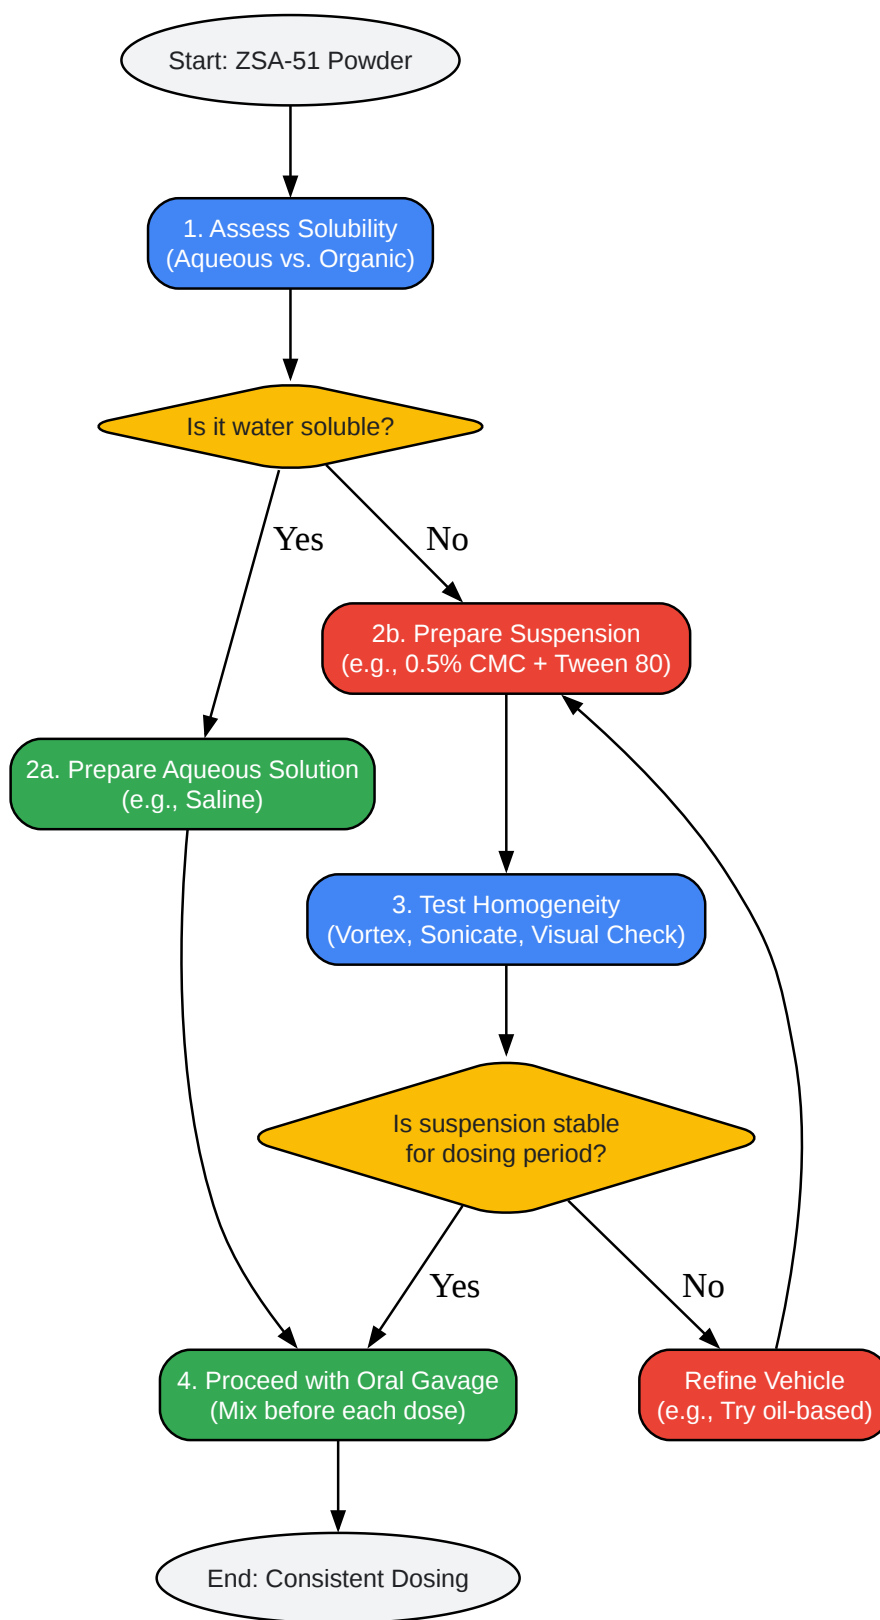 Start: ZSA-51 Powder
1. Assess Solubility
(Aqueous vs. Organic)
Is it water soluble?
Yes
No
2b. Prepare Suspension
(e.g., 0.5% CMC + Tween 80)
2a. Prepare Aqueous Solution
(e.g., Saline)
3. Test Homogeneity
(Vortex, Sonicate, Visual Check)
Is suspension stable
for dosing period?
Yes
No
4. Proceed with Oral Gavage
(Mix before each dose)
Refine Vehicle
(e.g., Try oil-based)
End: Consistent Dosing